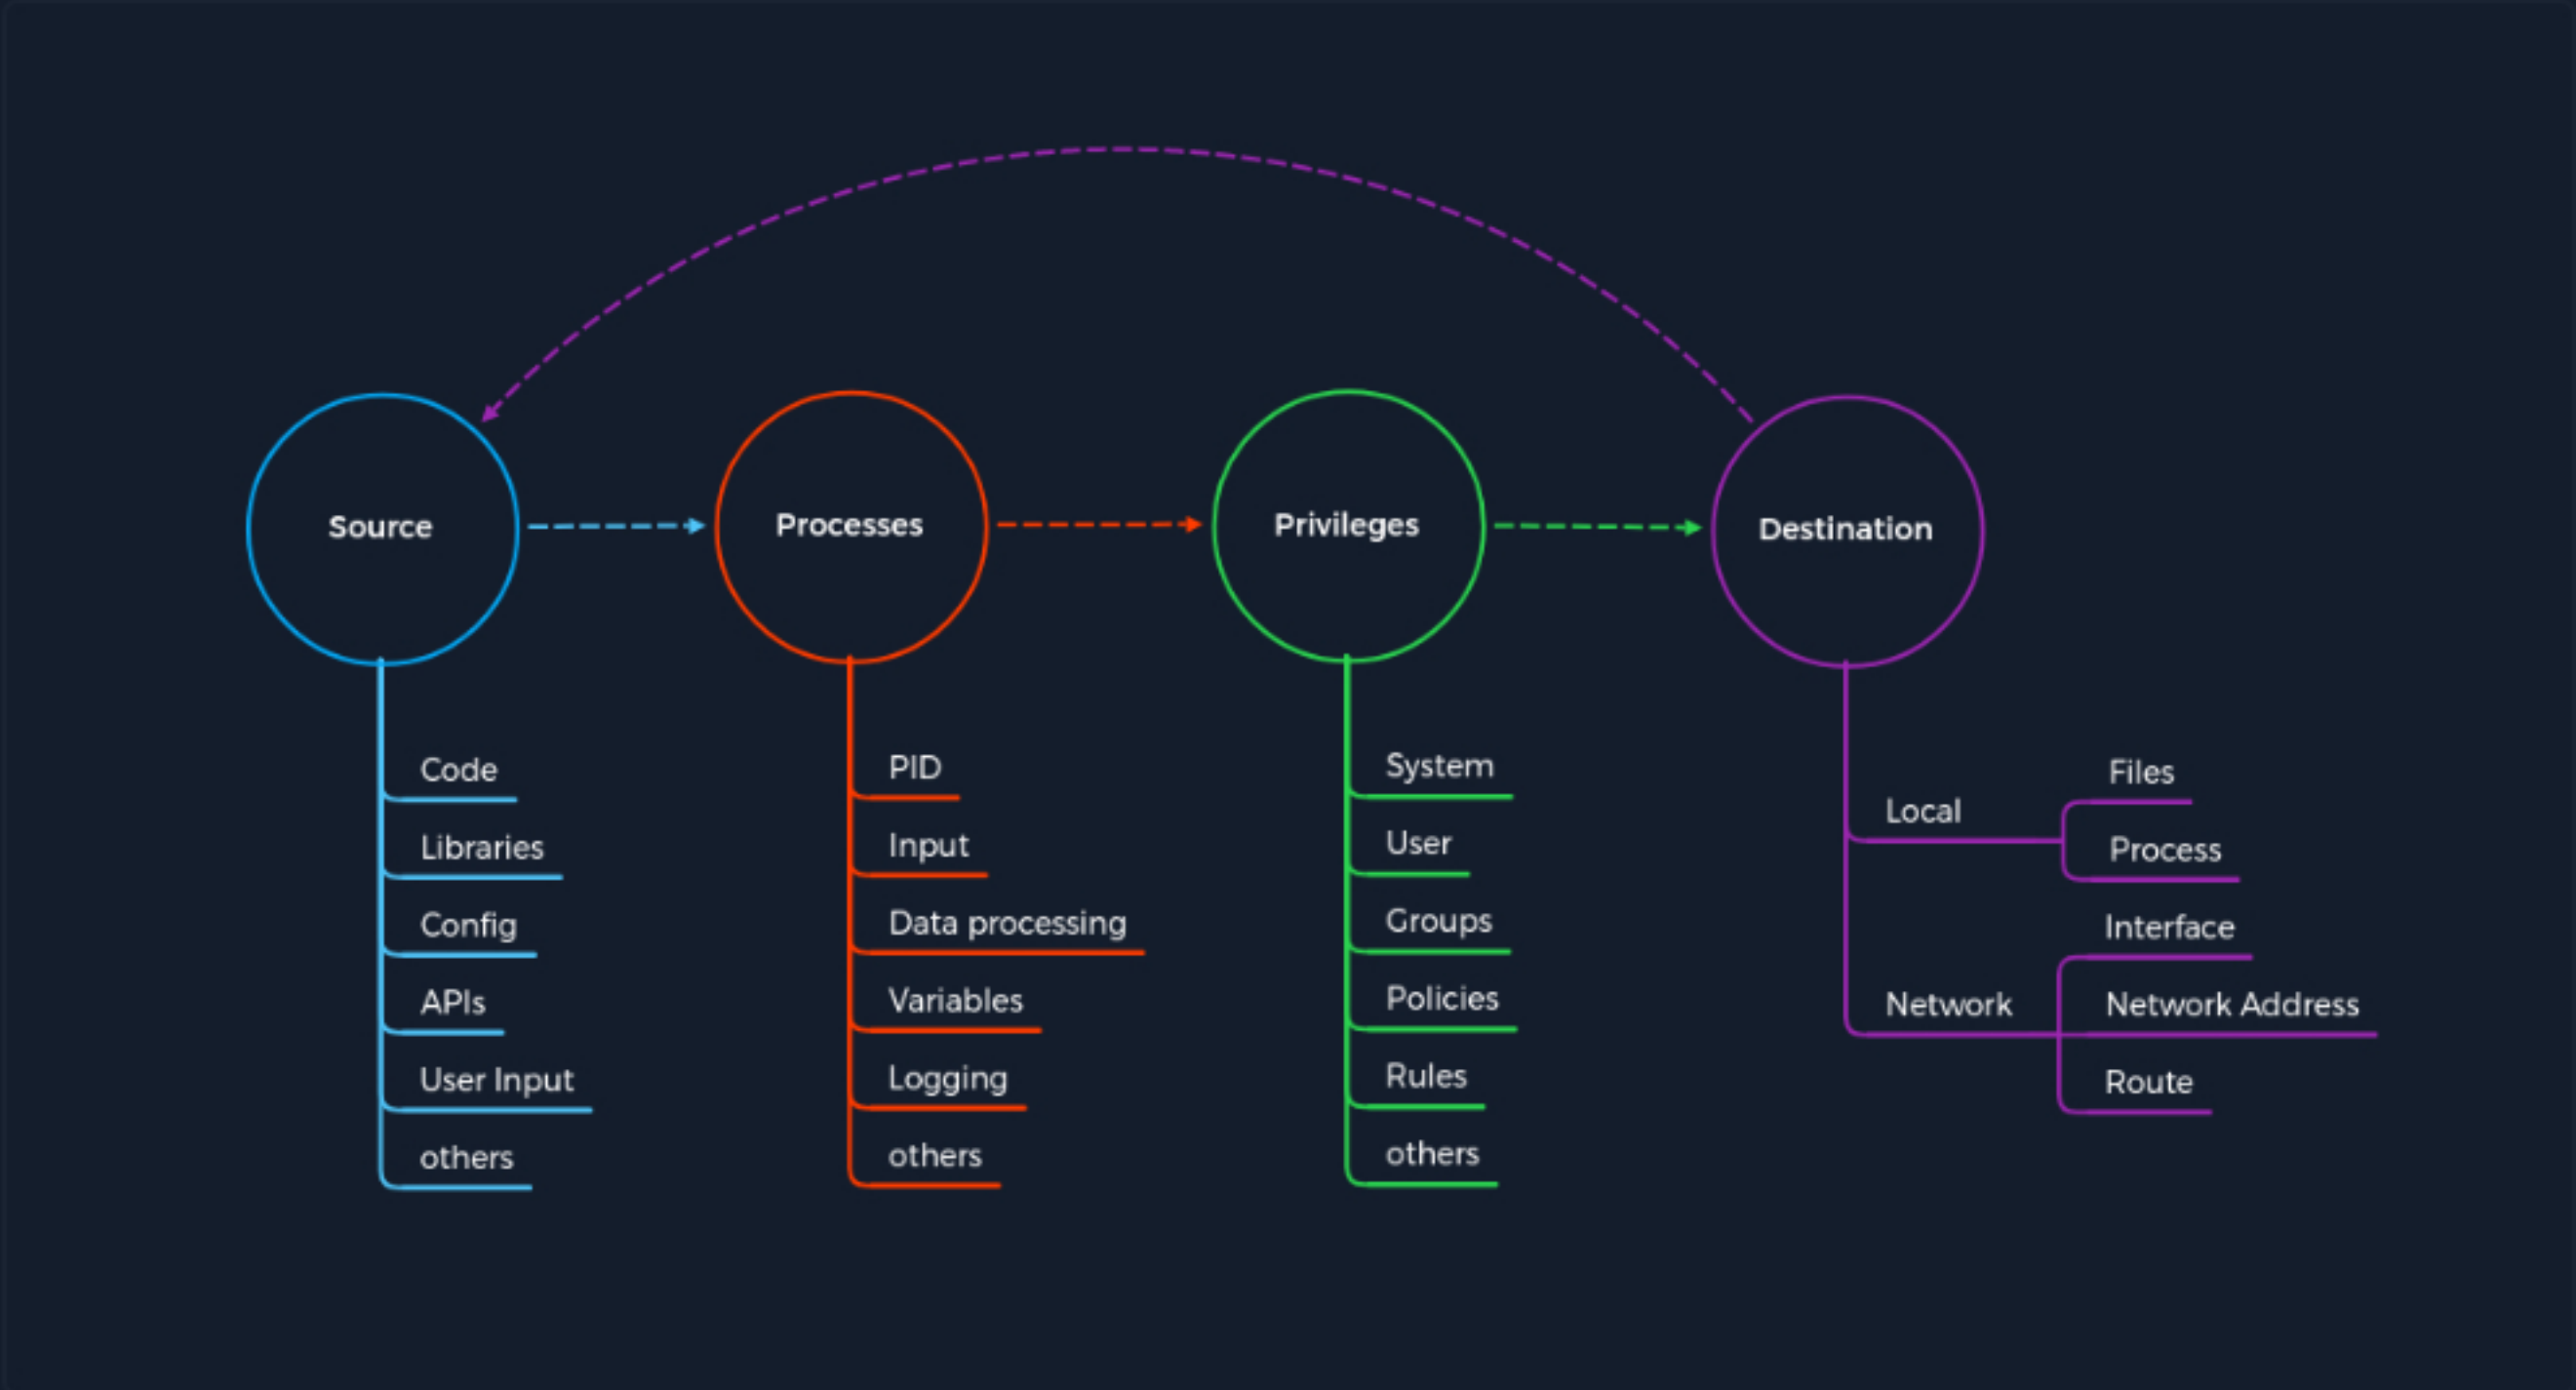 Source
Processes
Privileges
Destination
Code
Libraries
Config
APIs
User Input
others
PID
Input
Data processing
Variables
Logging
others
System
User
Groups
Policies
Rules
others
Local
Files
Process
Network
Interface
Network Address
Route